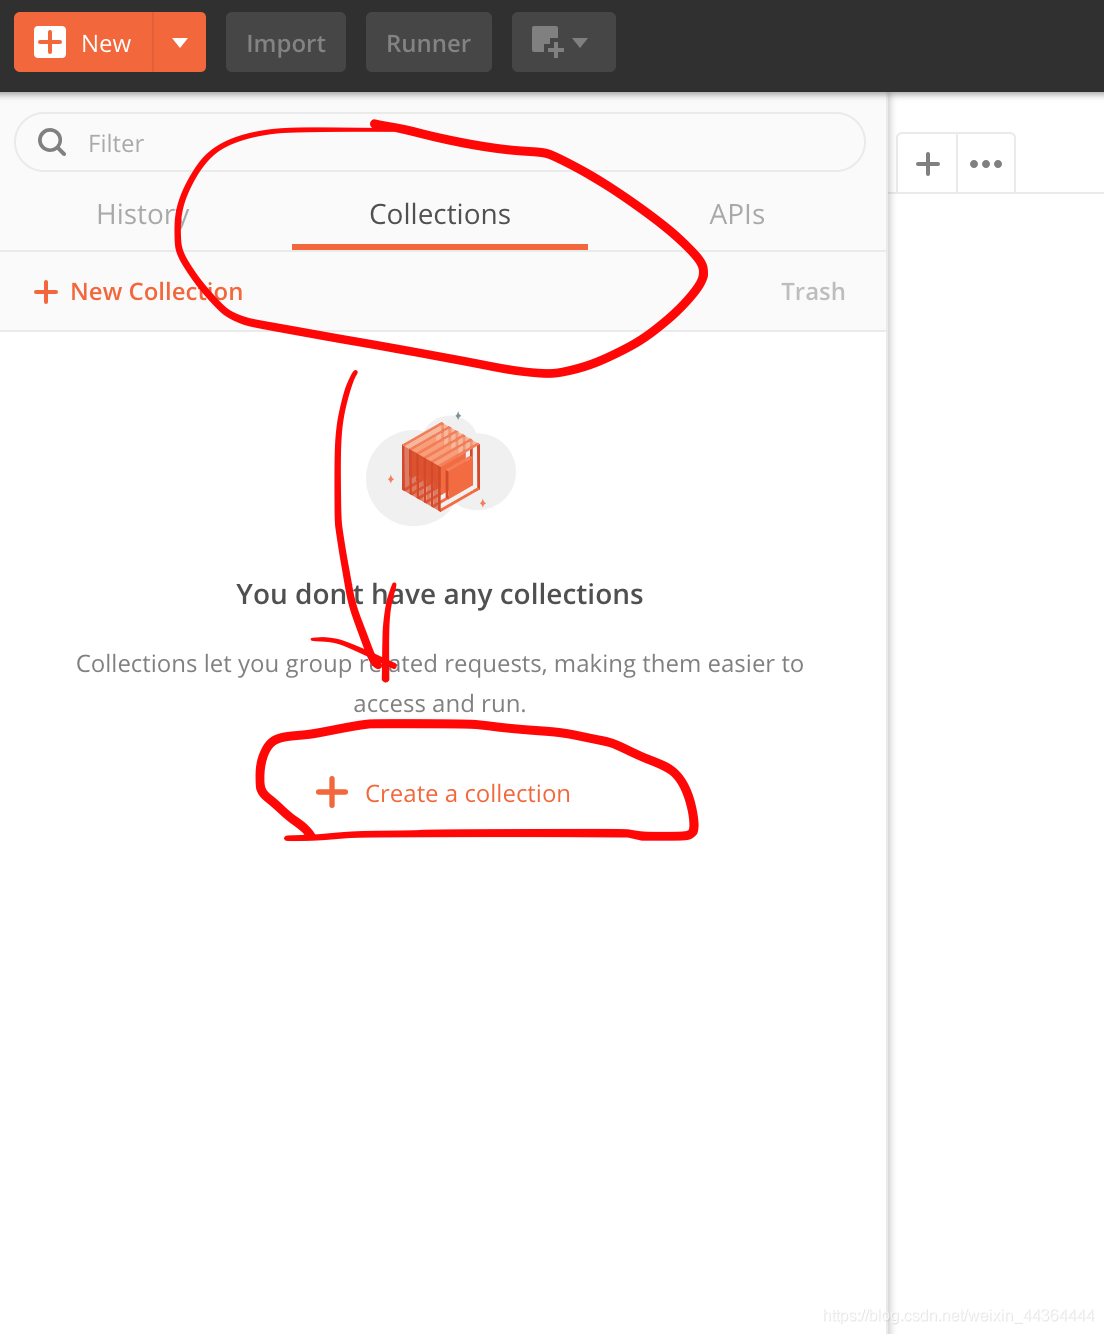 New
Import
Runner
Filter
History
Collections
APIs
New Collection
Trash
You don't have any collections
Collections let you group related requests, making them easier to
access and run.
Create a collection
https://blog.csdn.net/weixin_44364444